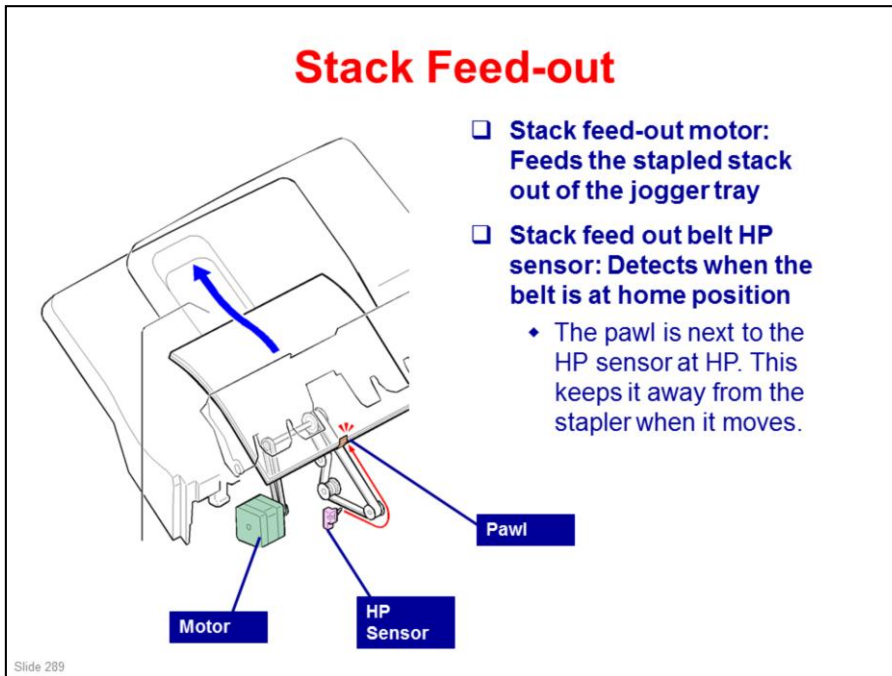 Stack Feed-out
❑ Stack feed-out motor:
Feeds the stapled stack
out of the jogger tray
❑ Stack feed out belt HP
sensor: Detects when the
belt is at home position
◆ The pawl is next to the
HP sensor at HP. This
keeps it away from the
stapler when it moves.
Pawl
Motor
HP
Sensor
Slide 289